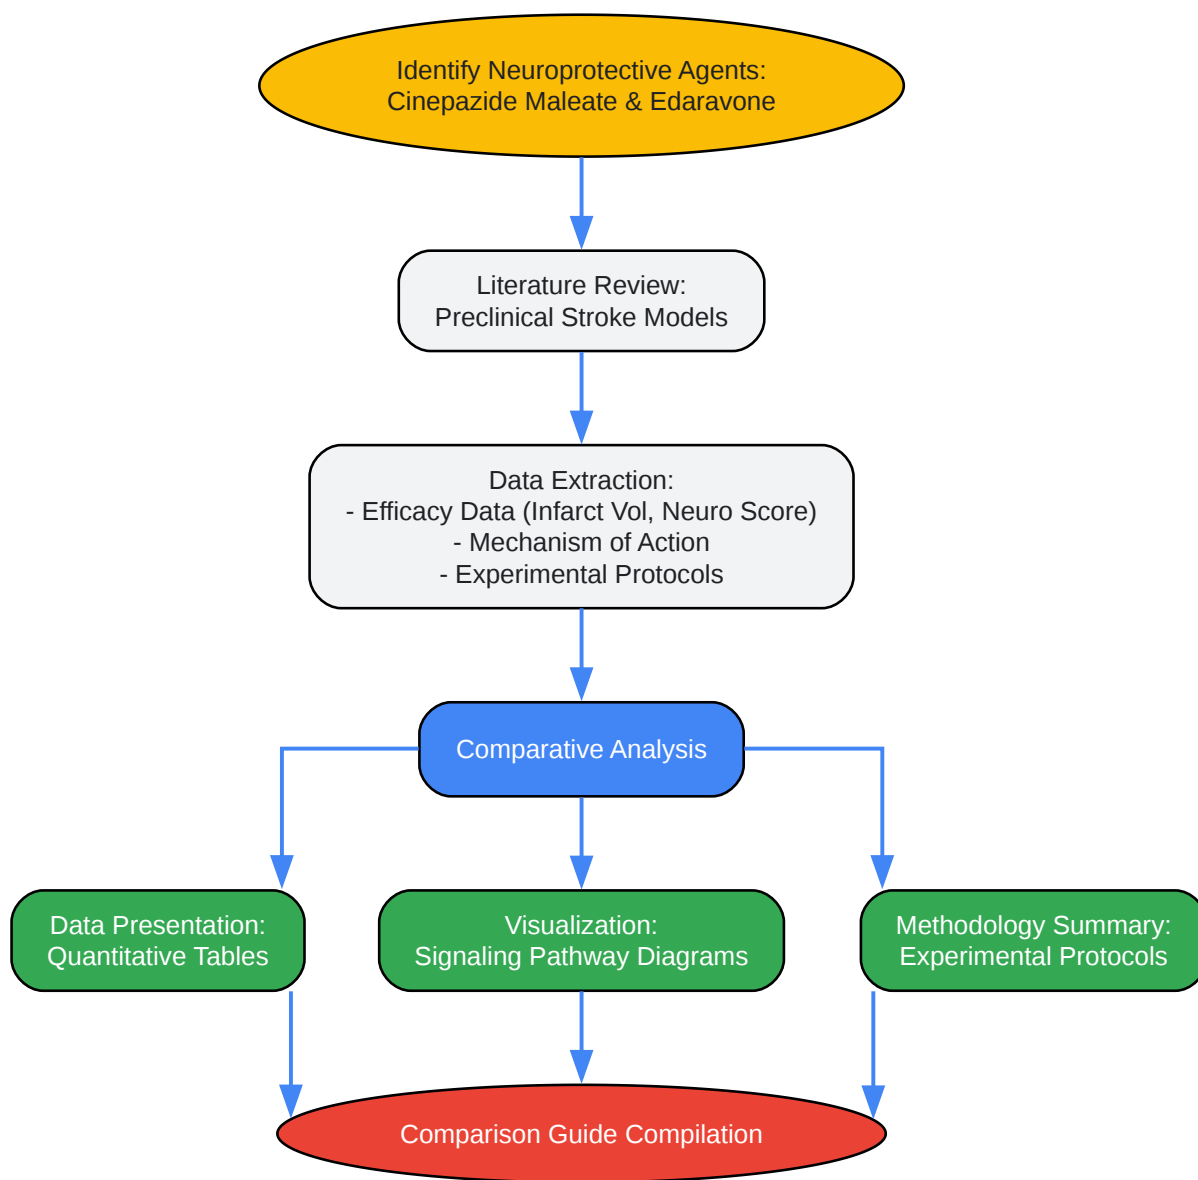 Identify Neuroprotective Agents:
Cinepazide Maleate & Edaravone
Literature Review:
Preclinical Stroke Models
Data Extraction:
- Efficacy Data (Infarct Vol, Neuro Score)
- Mechanism of Action
- Experimental Protocols
Comparative Analysis
Data Presentation:
Quantitative Tables
Visualization:
Signaling Pathway Diagrams
Methodology Summary:
Experimental Protocols
Comparison Guide Compilation